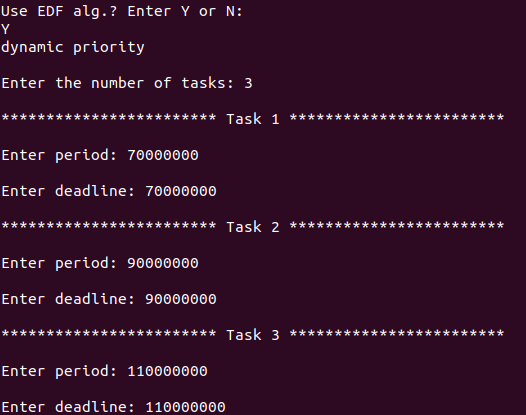 Use EDF alg.? Enter Y or N:
Y
dynamic priority
Enter the number of tasks: 3
************************ Task 1 ************************
Enter period: 70000000
Enter deadline: 70000000
************************ Task 2 ************************
Enter period: 90000000
Enter deadline: 90000000
************************ Task 3 ************************
Enter period: 110000000
Enter deadline: 110000000